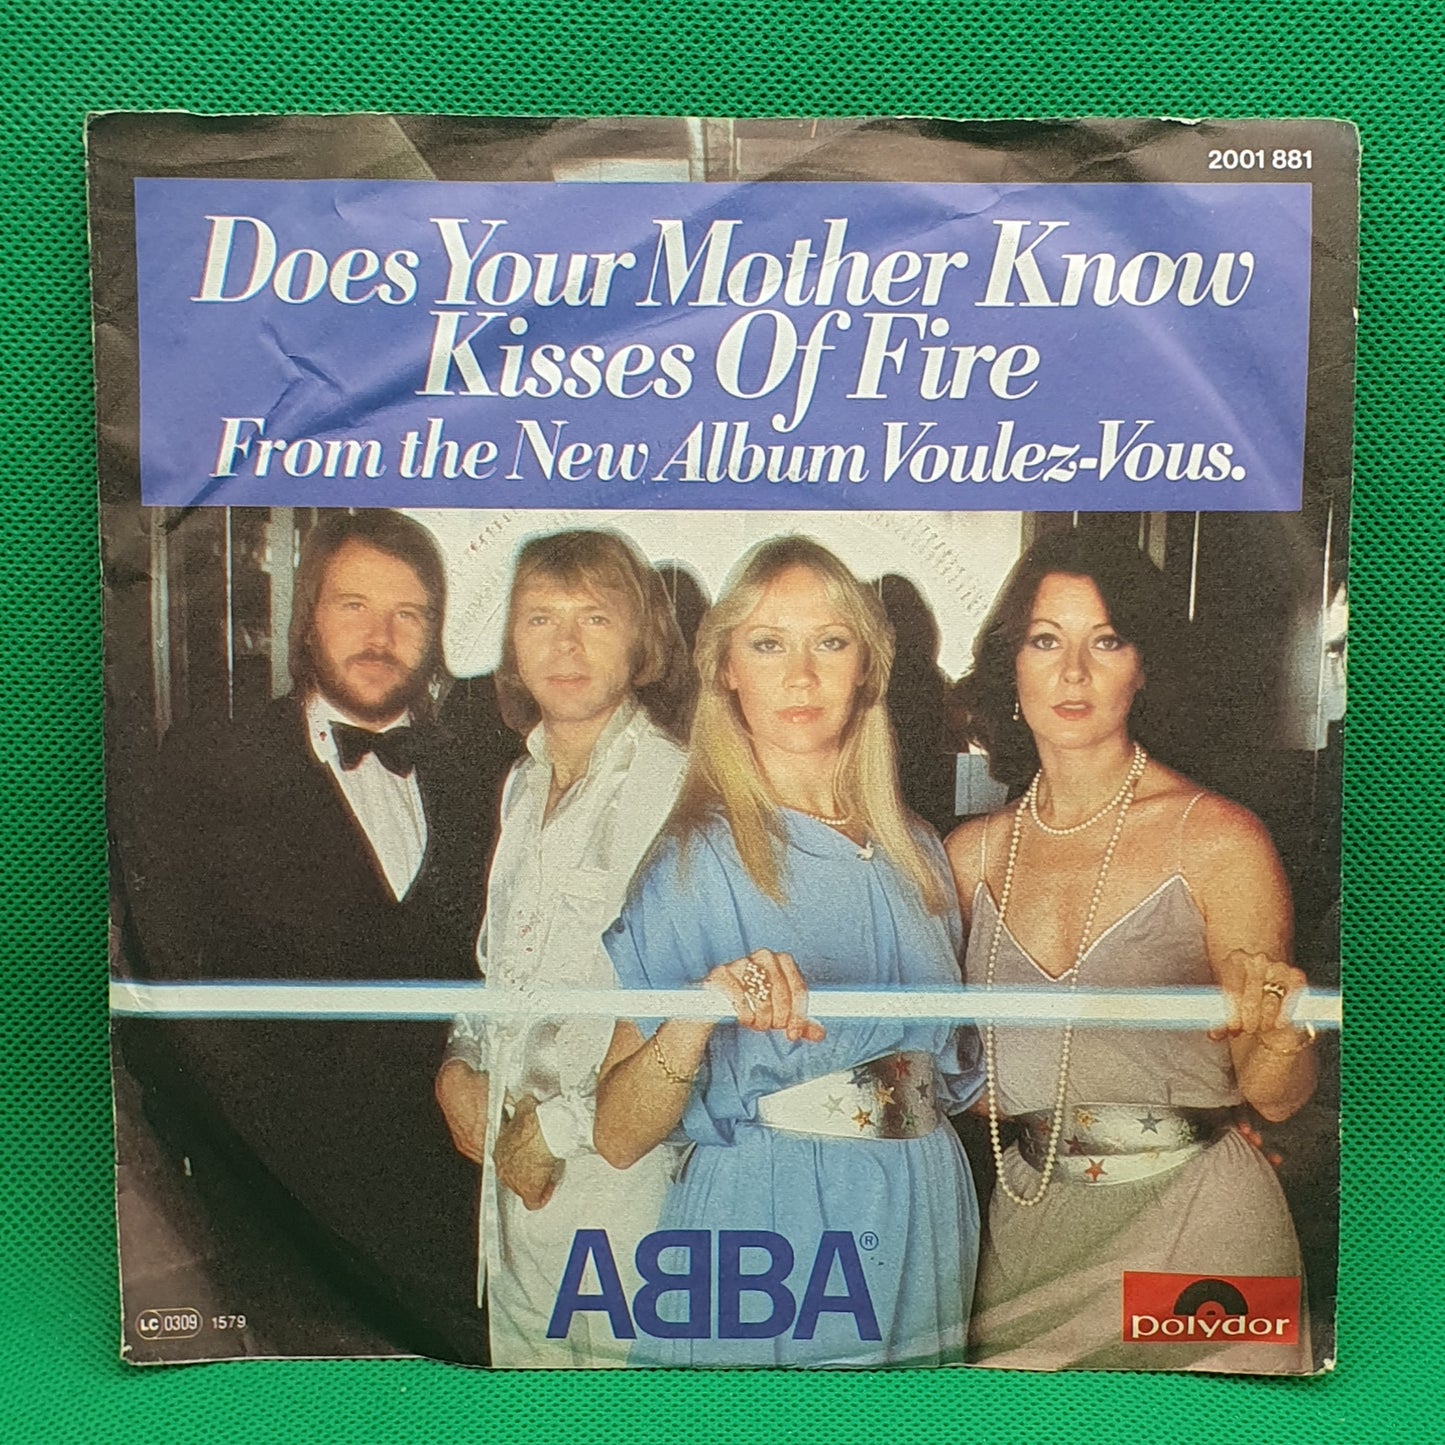 2001 881
Does Your Mother Know
Kisses Of Fire
From the New Album Voulez-Vous.
ABBA®
LC 0309 1579
polydor